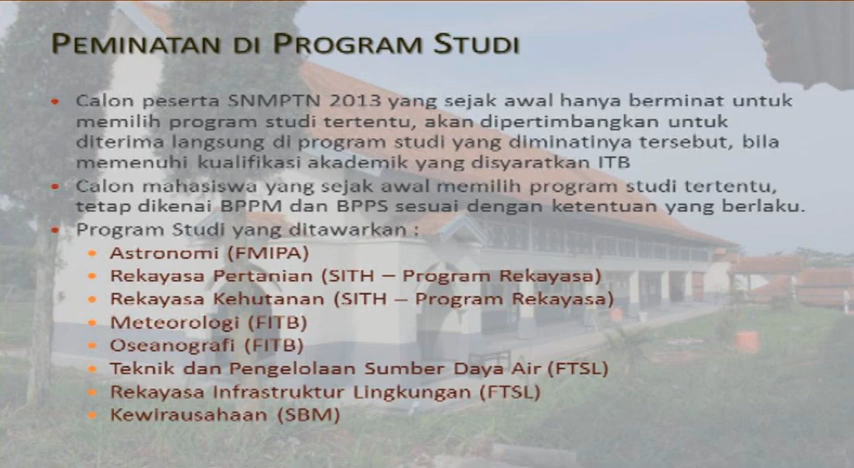 PEMINATAN DI PROGRAM STUDI
• Calon peserta SNMPTN 2013 yang sejak awal hanya berminat untuk
memilih program studi tertentu, akan dipertimbangkan untuk
diterima langsung di program studi yang diminatinya tersebut, bila
memenuhi kualifikasi akademik yang disyaratkan ITB
• Calon mahasiswa yang sejak awal memilih program studi tertentu,
tetap dikenai BPPM dan BPPS sesuai dengan ketentuan yang berlaku.
• Program Studi yang ditawarkan :
• Astronomi (FMIPA)
• Rekayasa Pertanian (SITH – Program Rekayasa)
• Rekayasa Kehutanan (SITH – Program Rekayasa)
• Meteorologi (FITB)
• Oseanografi (FITB)
• Teknik dan Pengelolaan Sumber Daya Air (FTSL)
• Rekayasa Infrastruktur Lingkungan (FTSL)
• Kewirausahaan (SBM)